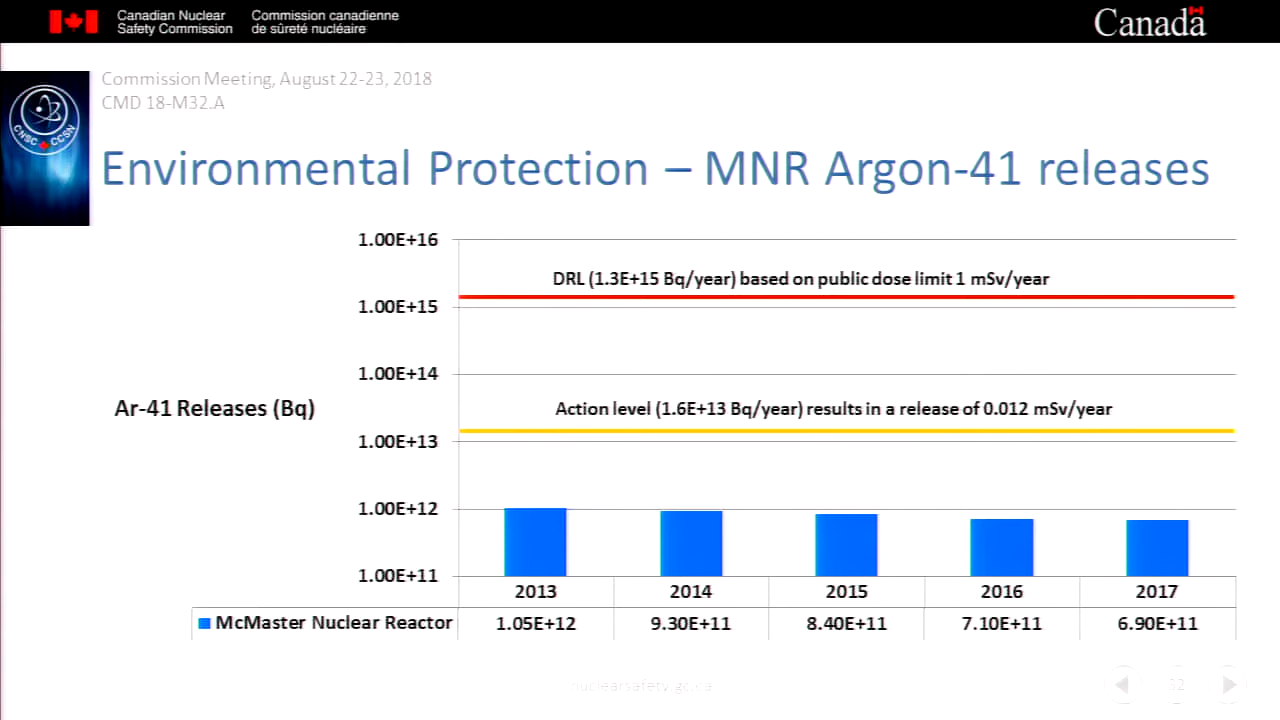 Canadian Nuclear Safety Commission
Commission canadienne de sûreté nucléaire
Canada
Commission Meeting, August 22-23, 2018
CMD 18-M32.A
CNSC CCSN
Environmental Protection – MNR Argon-41 releases
1.00E+16
DRL (1.3E+15 Bq/year) based on public dose limit 1 mSv/year
1.00E+15
1.00E+14
Ar-41 Releases (Bq)
Action level (1.6E+13 Bq/year) results in a release of 0.012 mSv/year
1.00E+13
1.00E+12
1.00E+11
2013 2014 2015 2016 2017
McMaster Nuclear Reactor 1.05E+12 9.30E+11 8.40E+11 7.10E+11 6.90E+11
nuclearsafety.gc.ca
32